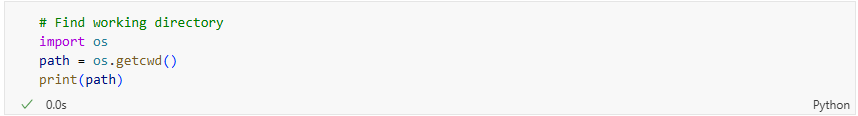 # Find working directory
import os
path = os.getcwd()
print(path)
0.0s
Python